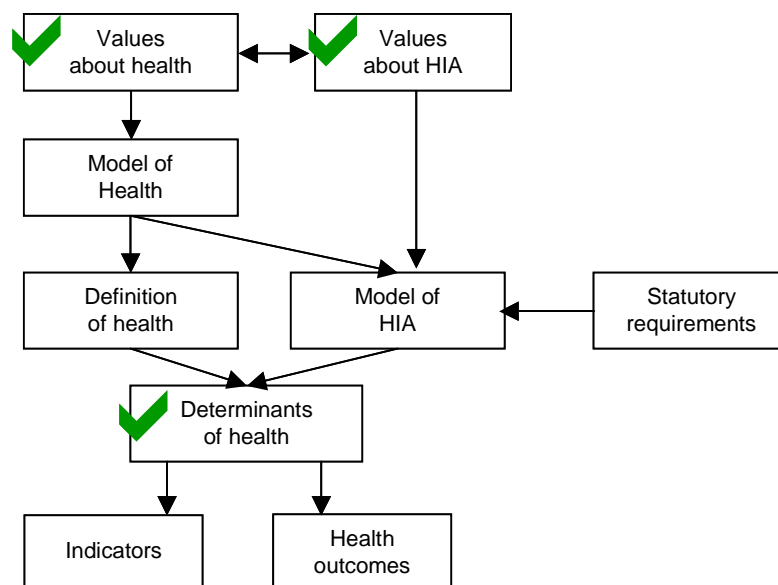 Values
about health
Values
about HIA
Model of
Health
Definition
of health
Model of
HIA
Statutory
requirements
Determinants
of health
Indicators
Health
outcomes